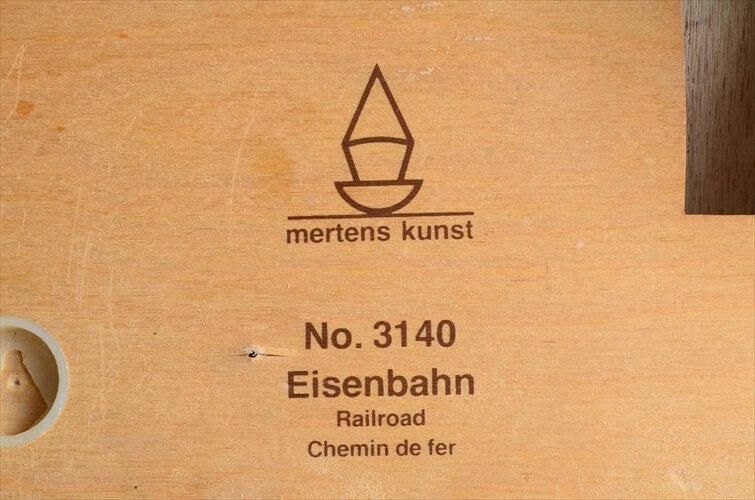 mertens kunst
No. 3140
Eisenbahn
Railroad
Chemin de fer